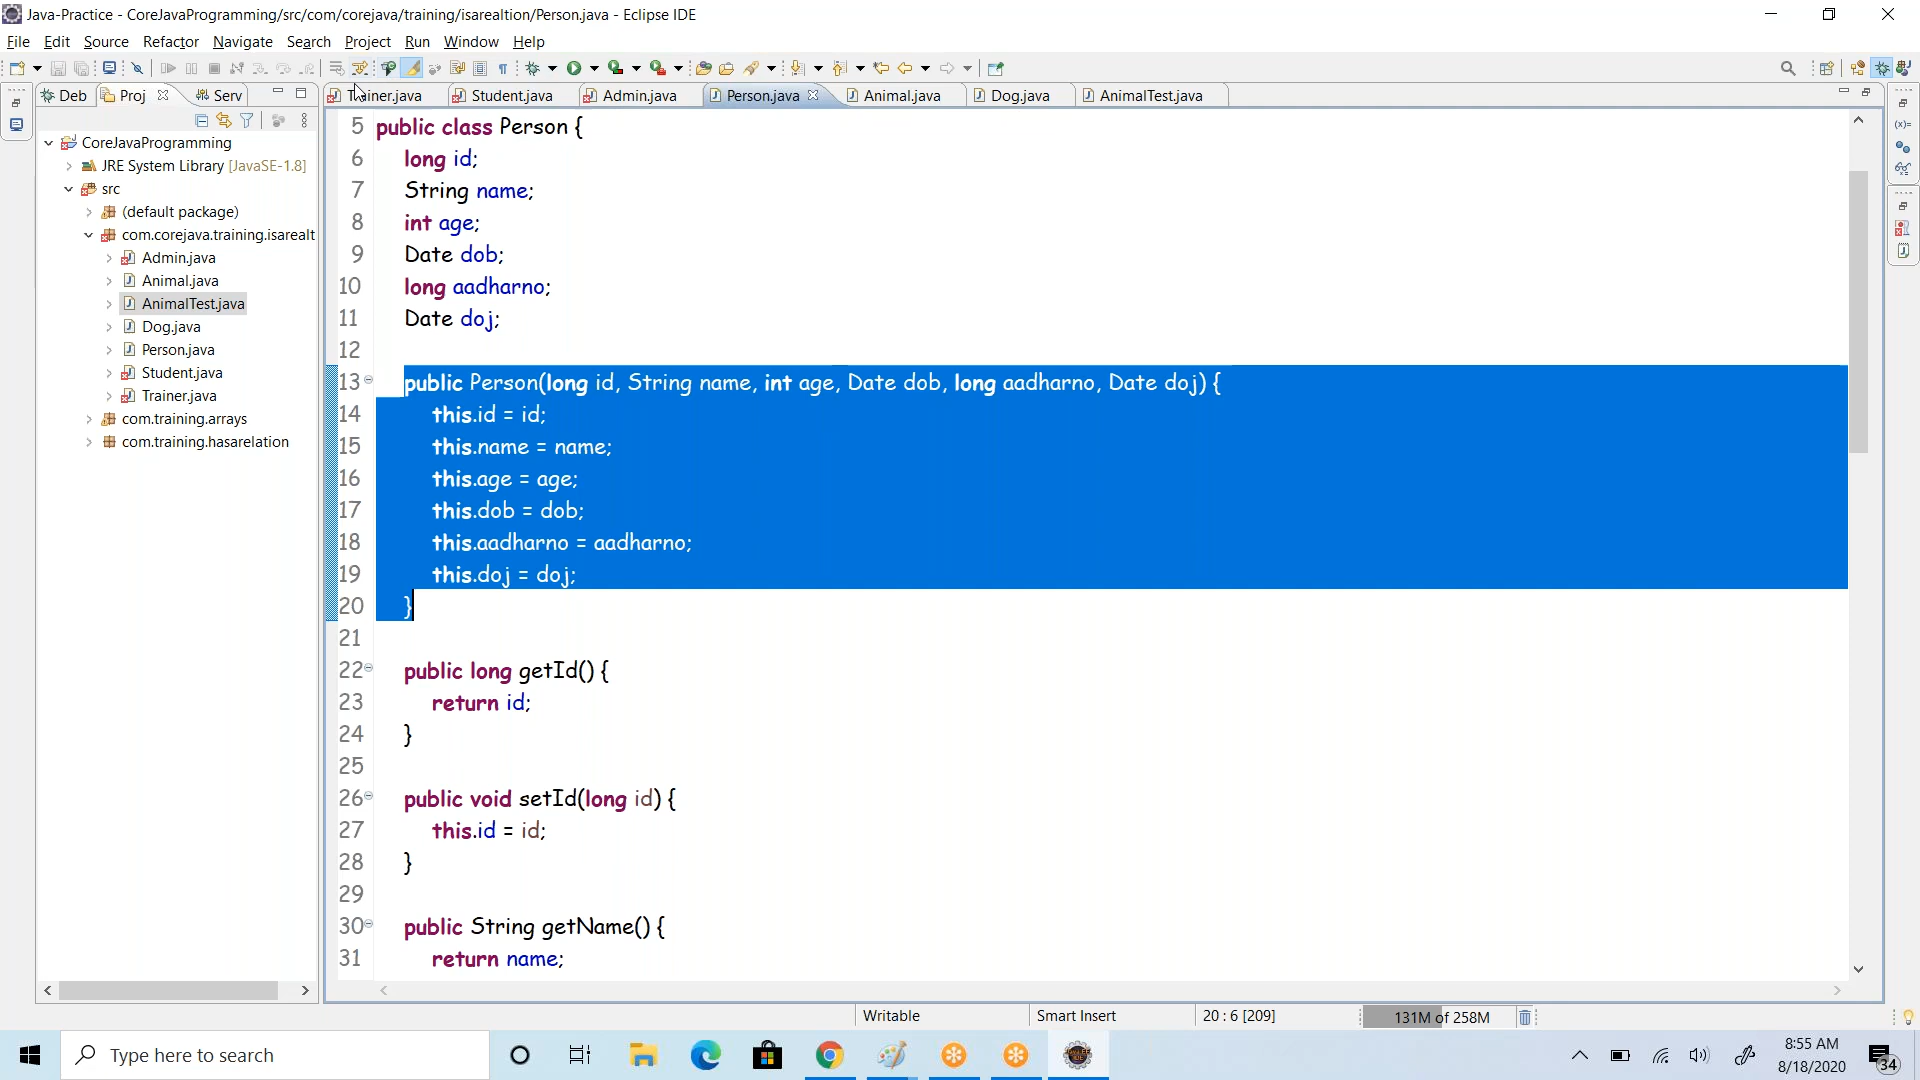 Java-Practice - CoreJavaProgramming/src/com/corejava/training/isarealtion/Person.java - Eclipse IDE
File Edit Source Refactor Navigate Search Project Run Window Help
Deb Proj Serv
Trainer.java Student.java Admin.java Person.java Animal.java Dog.java AnimalTest.java
CoreJavaProgramming
JRE System Library [JavaSE-1.8]
src
(default package)
com.corejava.training.isarealt
Admin.java
Animal.java
AnimalTest.java
Dog.java
Person.java
Student.java
Trainer.java
com.training.arrays
com.training.hasarelation
5 public class Person {
6 long id;
7 String name;
8 int age;
9 Date dob;
10 long aadharno;
11 Date doj;
12
13 public Person(long id, String name, int age, Date dob, long aadharno, Date doj) {
14 this.id = id;
15 this.name = name;
16 this.age = age;
17 this.dob = dob;
18 this.aadharno = aadharno;
19 this.doj = doj;
20 }
21
22 public long getId() {
23 return id;
24 }
25
26 public void setId(long id) {
27 this.id = id;
28 }
29
30 public String getName() {
31 return name;
Writable Smart Insert 20 : 6 [209] 131M of 258M
Type here to search
8:55 AM
8/18/2020
34